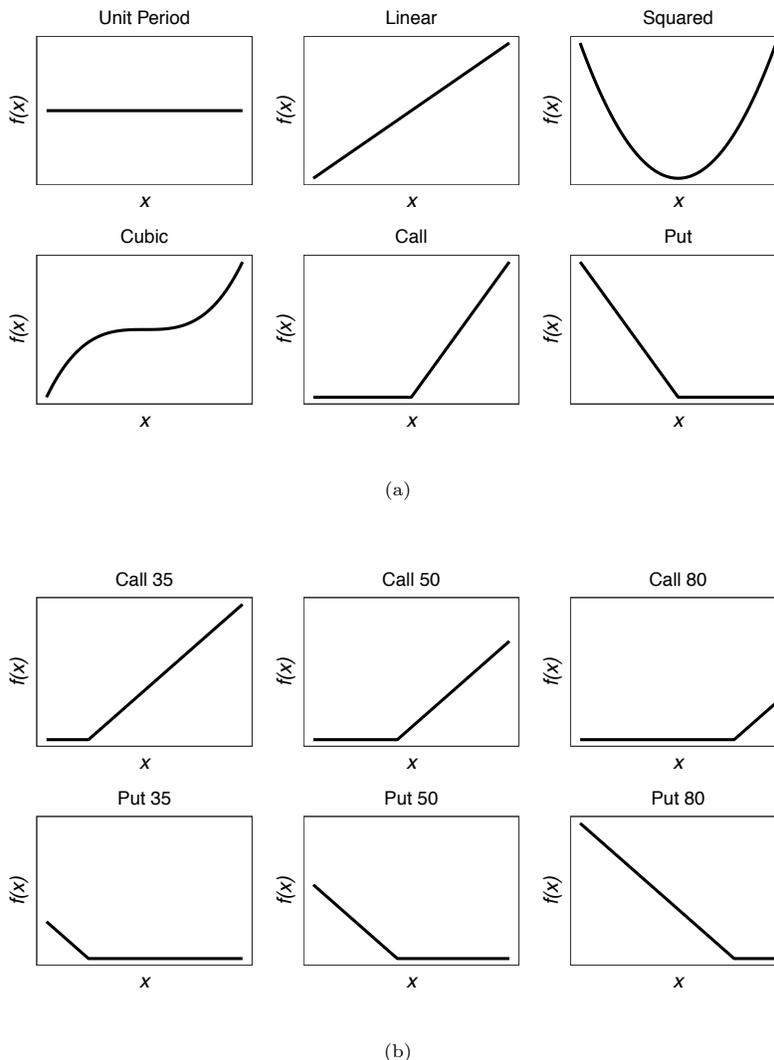 Unit Period Linear Squared
f(x) f(x) f(x)
x x x
Cubic Call Put
f(x) f(x) f(x)
x x x
(a)
Call 35 Call 50 Call 80
f(x) f(x) f(x)
x x x
Put 35 Put 50 Put 80
f(x) f(x) f(x)
x x x
(b)